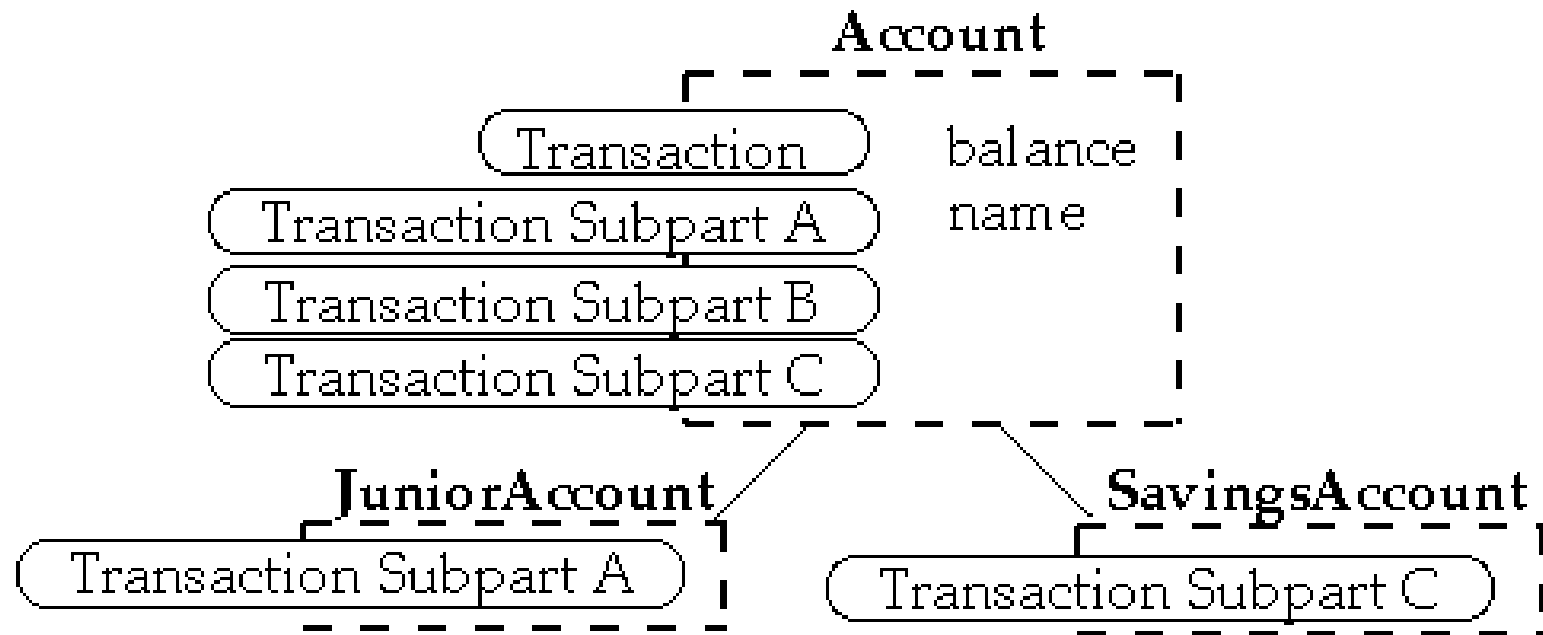 Account
Transaction
balance
Transaction Subpart A
name
Transaction Subpart B
Transaction Subpart C
JuniorAccount
SavingsAccount
Transaction Subpart A
Transaction Subpart C